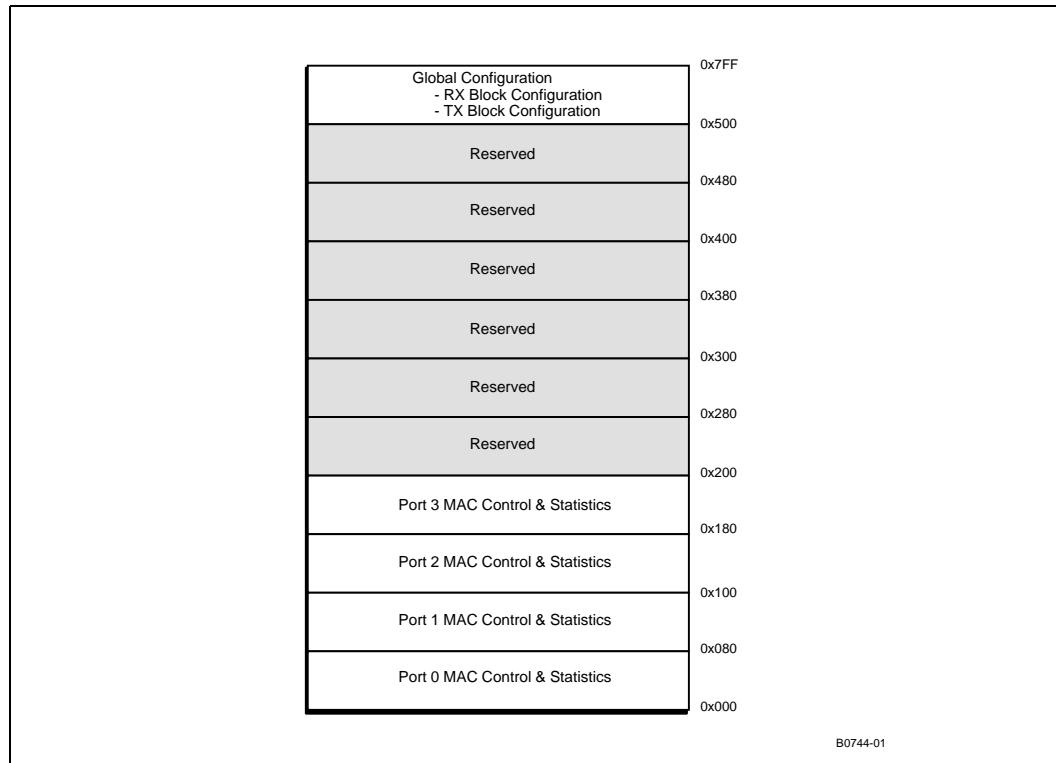 0x7FF
Global Configuration
- RX Block Configuration
- TX Block Configuration
0x500
Reserved
0x480
Reserved
0x400
Reserved
0x380
Reserved
0x300
Reserved
0x280
Reserved
0x200
Port 3 MAC Control & Statistics
0x180
Port 2 MAC Control & Statistics
0x100
Port 1 MAC Control & Statistics
0x080
Port 0 MAC Control & Statistics
0x000
B0744-01